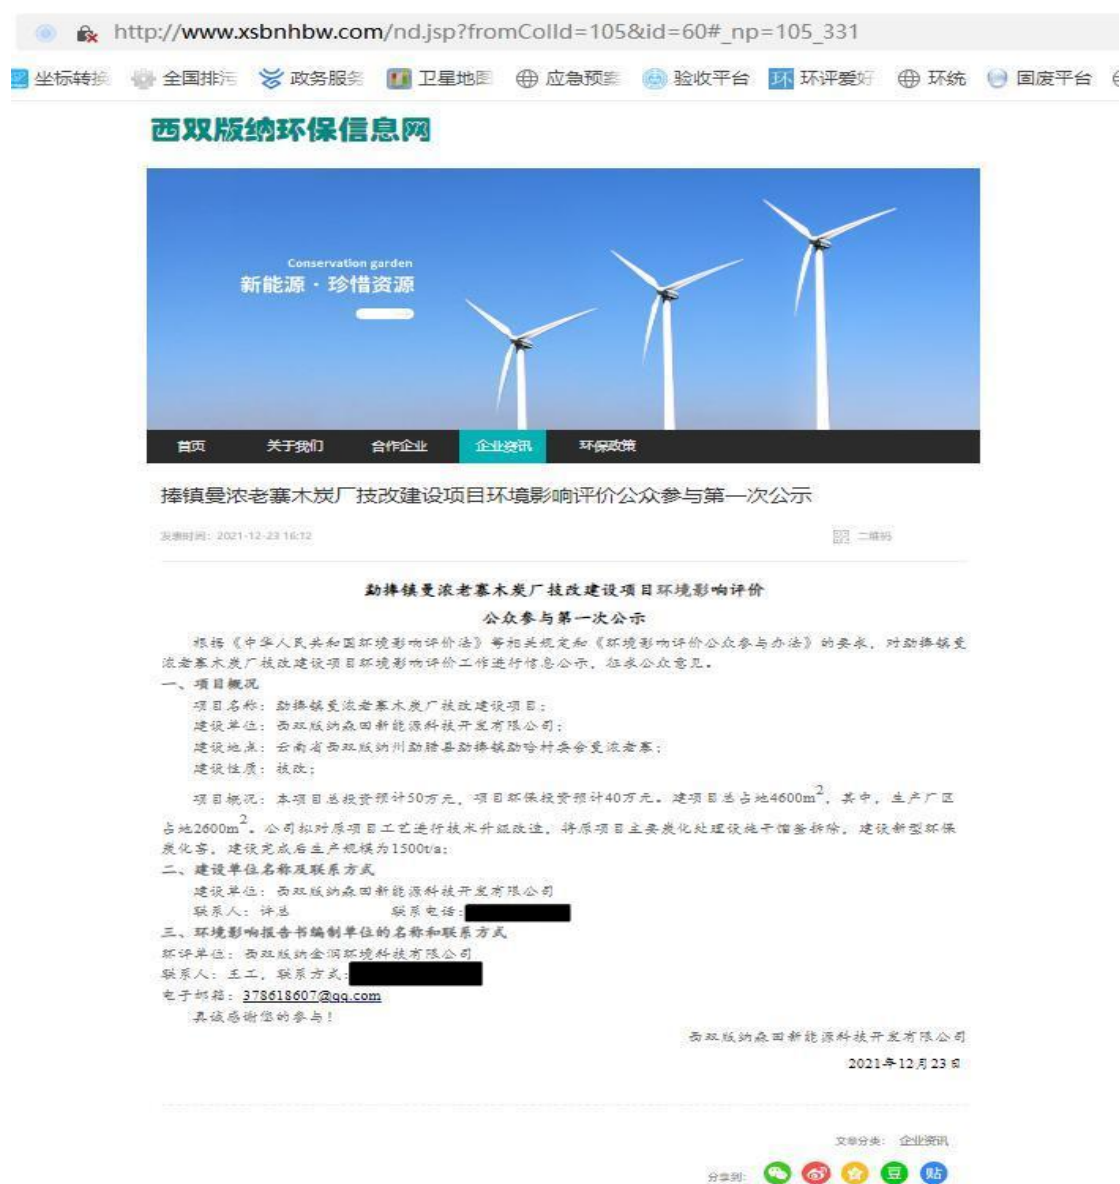 http://www.xsbnhbw.com/nd.jsp?fromColId=105&id=60#_np=105_331
坐标转换 全国排污 政务服务 卫星地图 应急预案 验收平台 环评爱好 环统 固废平台
西双版纳环保信息网
Conservation garden
新能源·珍惜资源
首页 关于我们 合作企业 企业资讯 环保政策
捧镇曼浓老寨木炭厂技改建设项目环境影响评价公众参与第一次公示
发表时间：2021-12-23 16:12 二维码
勐捧镇曼浓老寨木炭厂技改建设项目环境影响评价
公众参与第一次公示
根据《中华人民共和国环境影响评价法》等相关规定和《环境影响评价公众参与办法》的要求，对勐捧镇曼
浓老寨木炭厂技改建设项目环境影响评价工作进行信息公示，征求公众意见。
一、项目概况
项目名称：勐捧镇曼浓老寨木炭厂技改建设项目；
建设单位：西双版纳森田新能源科技开发有限公司；
建设地点：云南省西双版纳州勐腊县勐捧镇勐哈村委会曼浓老寨；
建设性质：技改；
项目概况：本项目总投资预计50万元，项目环保投资预计40万元。建项目总占地4600m²，其中，生产厂区
占地2600m²。公司拟对原项目工艺进行技术升级改造，将原项目主要炭化处理设施干馏釜拆除，建设新型环保
炭化窑，建设完成后生产规模为1500t/a；
二、建设单位名称及联系方式
建设单位：西双版纳森田新能源科技开发有限公司
联系人：许总 联系电话：
三、环境影响报告书编制单位的名称和联系方式
环评单位：西双版纳金润环境科技有限公司
联系人：王工，联系方式：
电子邮箱：378618607@qq.com
真诚感谢您的参与！
西双版纳森田新能源科技开发有限公司
2021年12月23日
文章分类： 企业资讯
分享到： 豆 贴